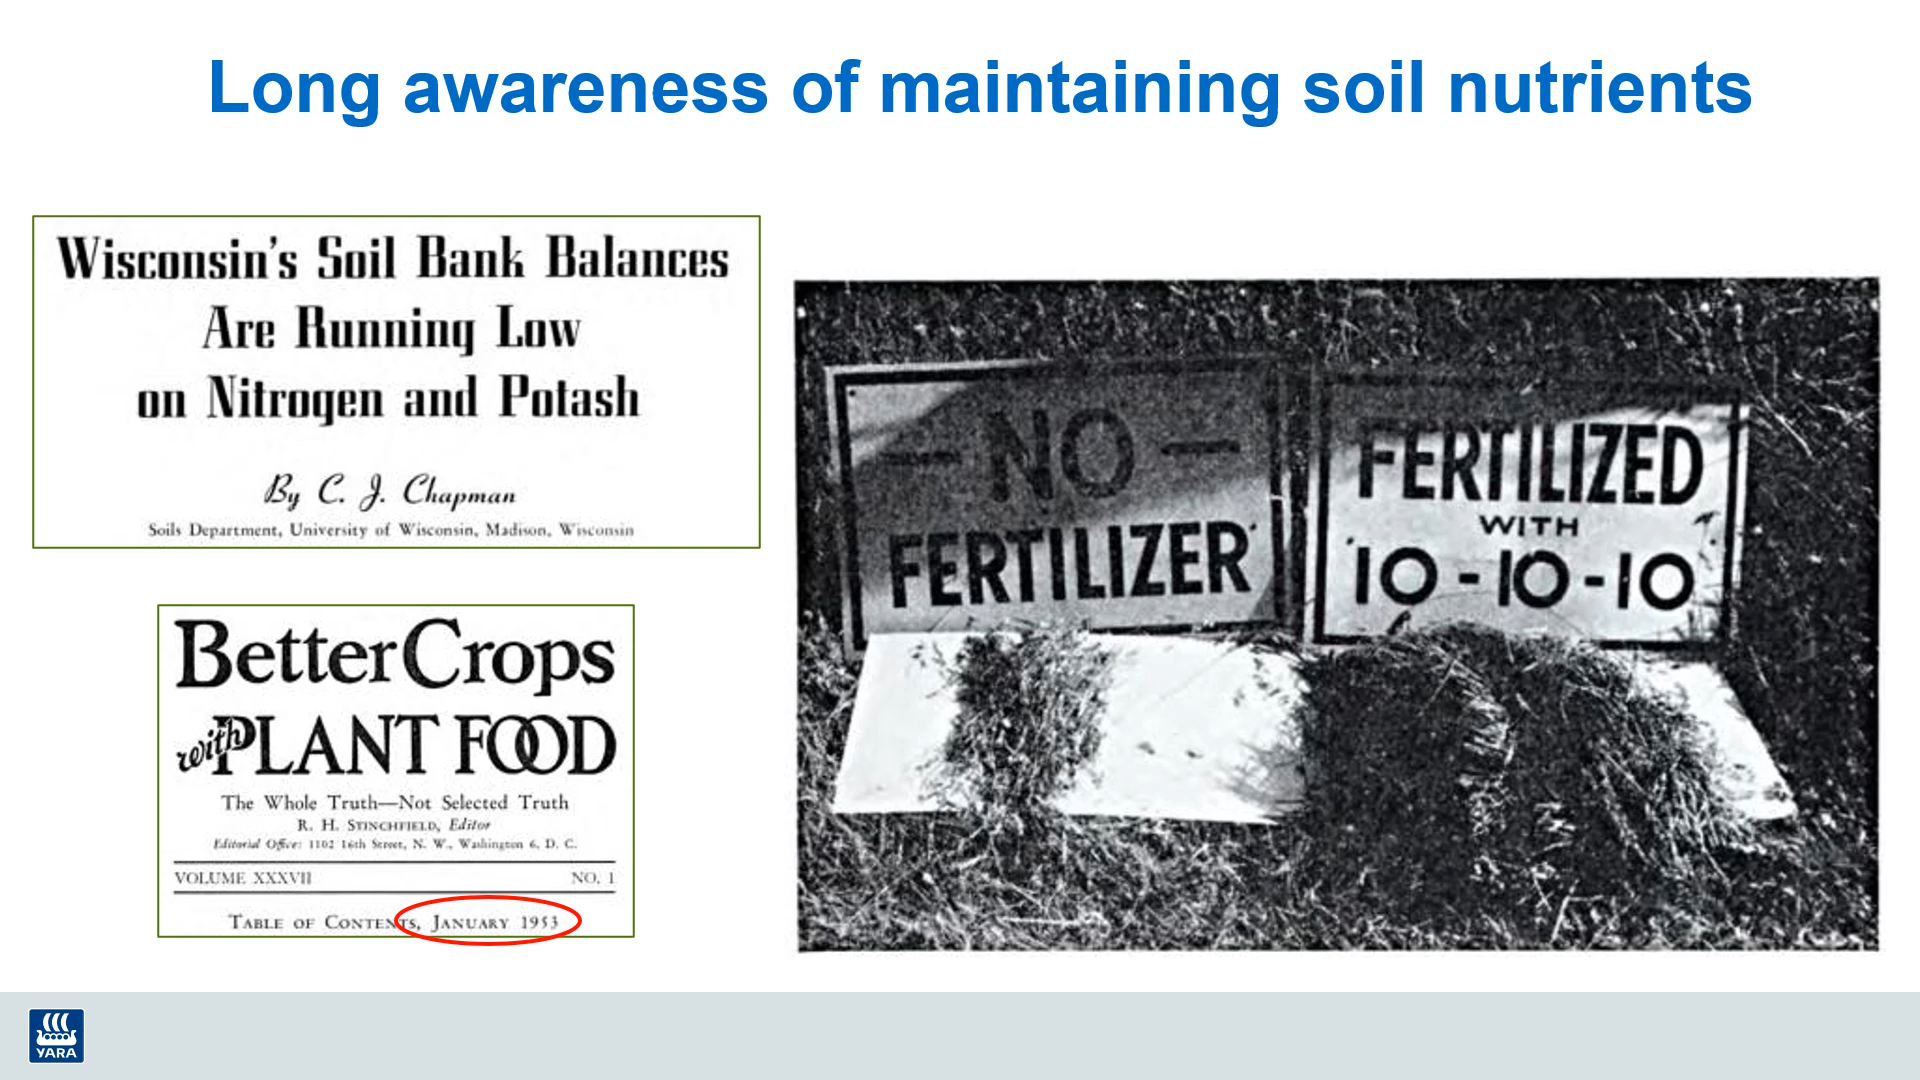 Long awareness of maintaining soil nutrients
Wisconsin's Soil Bank Balances
Are Running Low
on Nitrogen and Potash
By C. J. Chapman
Soils Department, University of Wisconsin, Madison, Wisconsin
Better Crops
with PLANT FOOD
The Whole Truth—Not Selected Truth
R. H. STINCHFIELD, Editor
Editorial Office: 1102 16th Street, N. W., Washington 6, D. C.
VOLUME XXXVII NO. 1
TABLE OF CONTENTS, JANUARY 1953
— NO —
FERTILIZER
FERTILIZED
WITH
10-10-10
YARA